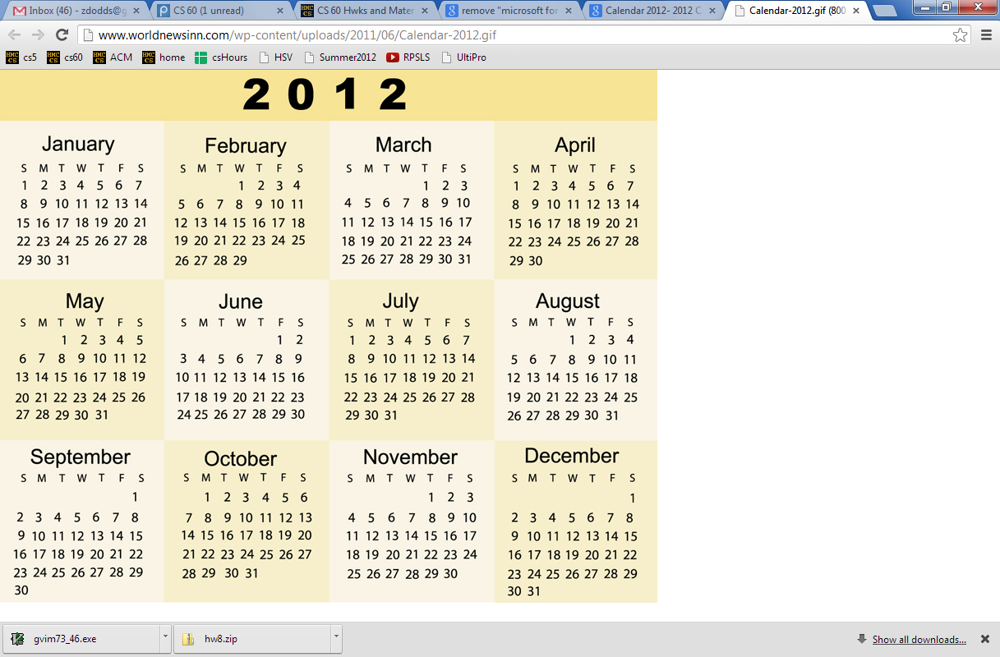 Inbox (46) - zdodds@g
CS 60 (1 unread)
CS 60 Hwks and Mater
remove "microsoft for
Calendar 2012- 2012 C
Calendar-2012.gif (800
www.worldnewsinn.com/wp-content/uploads/2011/06/Calendar-2012.gif
HMC CS cs5 HMC CS cs60 HMC CS ACM HMC CS home csHours HSV Summer2012 RPSLS UltiPro
2 0 1 2
January
S M T W T F S
1 2 3 4 5 6 7
8 9 10 11 12 13 14
15 16 17 18 19 20 21
22 23 24 25 26 27 28
29 30 31
February
S M T W T F S
1 2 3 4
5 6 7 8 9 10 11
12 13 14 15 16 17 18
19 20 21 22 23 24 25
26 27 28 29
March
S M T W T F S
1 2 3
4 5 6 7 8 9 10
11 12 13 14 15 16 17
18 19 20 21 22 23 24
25 26 27 28 29 30 31
April
S M T W T F S
1 2 3 4 5 6 7
8 9 10 11 12 13 14
15 16 17 18 19 20 21
22 23 24 25 26 27 28
29 30
May
S M T W T F S
1 2 3 4 5
6 7 8 9 10 11 12
13 14 15 16 17 18 19
20 21 22 23 24 25 26
27 28 29 30 31
June
S M T W T F S
1 2
3 4 5 6 7 8 9
10 11 12 13 14 15 16
17 18 19 20 21 22 23
24 25 26 27 28 29 30
July
S M T W T F S
1 2 3 4 5 6 7
8 9 10 11 12 13 14
15 16 17 18 19 20 21
22 23 24 25 26 27 28
29 30 31
August
S M T W T F S
1 2 3 4
5 6 7 8 9 10 11
12 13 14 15 16 17 18
19 20 21 22 23 24 25
26 27 28 29 30 31
September
S M T W T F S
1
2 3 4 5 6 7 8
9 10 11 12 13 14 15
16 17 18 19 20 21 22
23 24 25 26 27 28 29
30
October
S M T W T F S
1 2 3 4 5 6
7 8 9 10 11 12 13
14 15 16 17 18 19 20
21 22 23 24 25 26 27
28 29 30 31
November
S M T W T F S
1 2 3
4 5 6 7 8 9 10
11 12 13 14 15 16 17
18 19 20 21 22 23 24
25 26 27 28 29 30
December
S M T W T F S
1
2 3 4 5 6 7 8
9 10 11 12 13 14 15
16 17 18 19 20 21 22
23 24 25 26 27 28 29
30 31
gvim73_46.exe
hw8.zip
Show all downloads...